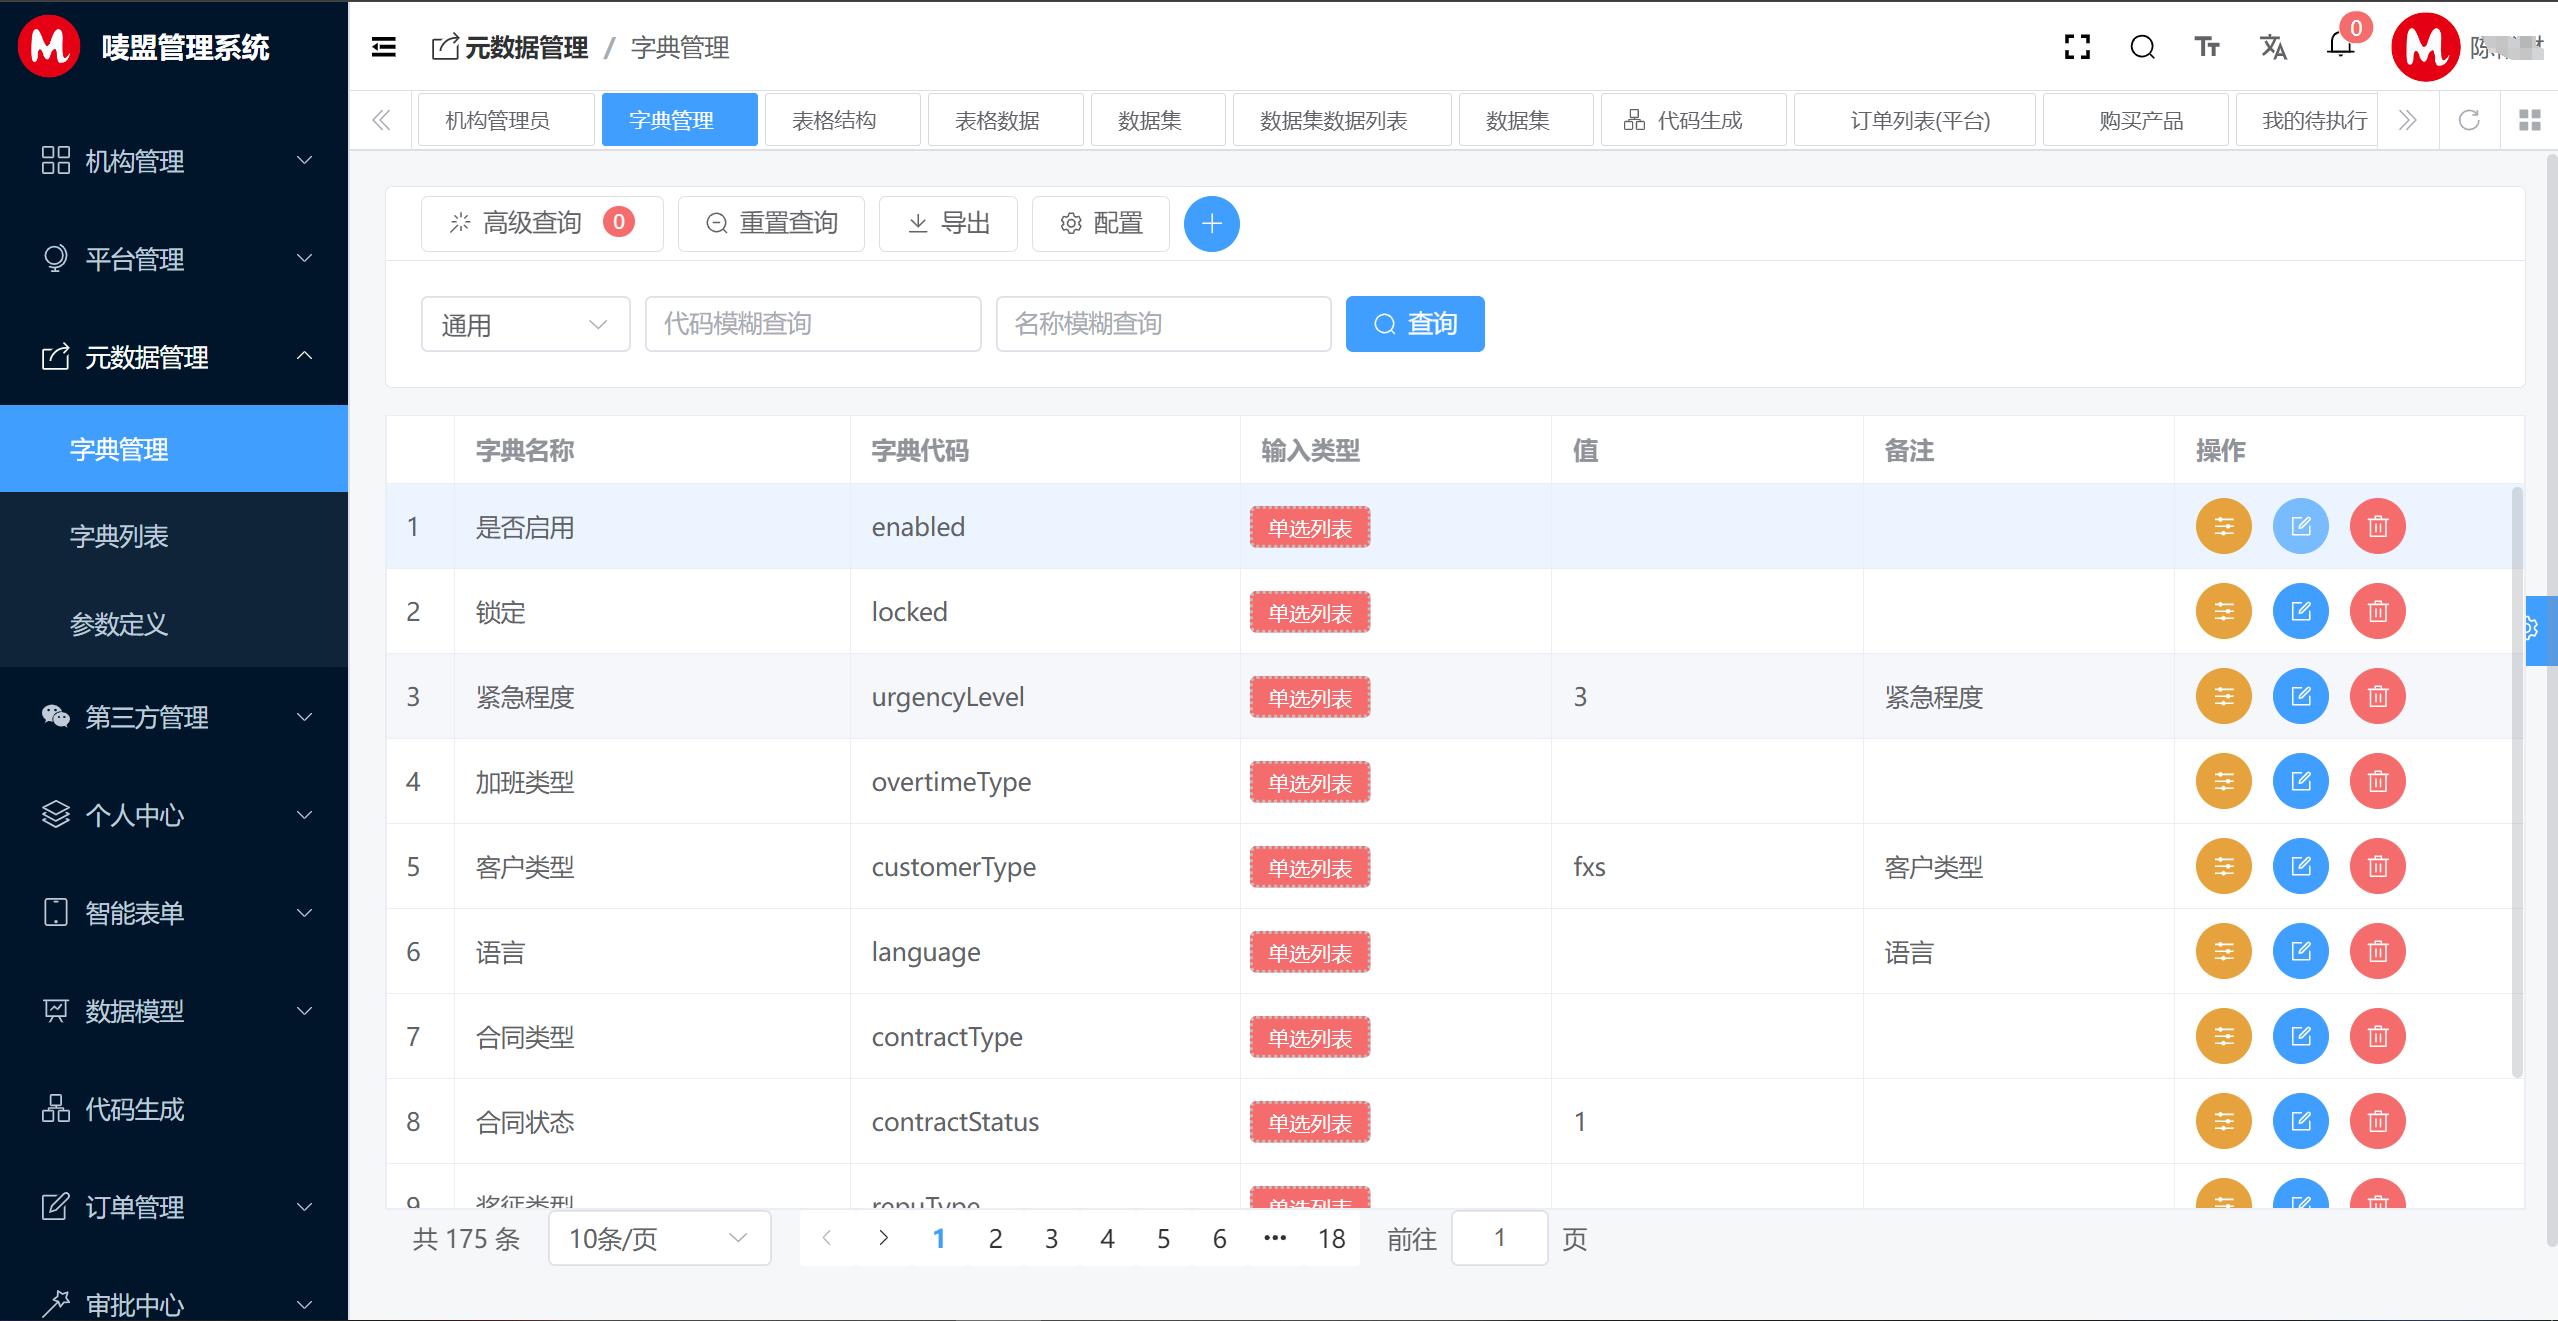 唛盟管理系统
元数据管理 / 字典管理
0
陈
机构管理员
字典管理
表格结构
表格数据
数据集
数据集数据列表
数据集
代码生成
订单列表(平台)
购买产品
我的待执行
机构管理
平台管理
元数据管理
字典管理
字典列表
参数定义
第三方管理
个人中心
智能表单
数据模型
代码生成
订单管理
审批中心
高级查询 0
重置查询
导出
配置
通用
代码模糊查询
名称模糊查询
查询
字典名称 字典代码 输入类型 值 备注 操作
1 是否启用 enabled 单选列表
2 锁定 locked 单选列表
3 紧急程度 urgencyLevel 单选列表 3 紧急程度
4 加班类型 overtimeType 单选列表
5 客户类型 customerType 单选列表 fxs 客户类型
6 语言 language 单选列表 语言
7 合同类型 contractType 单选列表
8 合同状态 contractStatus 单选列表 1
9 奖征类型 repuType 单选列表
共 175 条 10条/页 1 2 3 4 5 6 ••• 18 前往 1 页